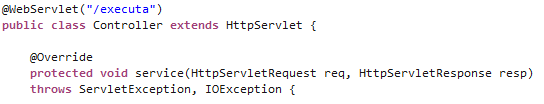 @WebServlet("/executa")
public class Controller extends HttpServlet {
@Override
protected void service(HttpServletRequest req, HttpServletResponse resp)
throws ServletException, IOException {